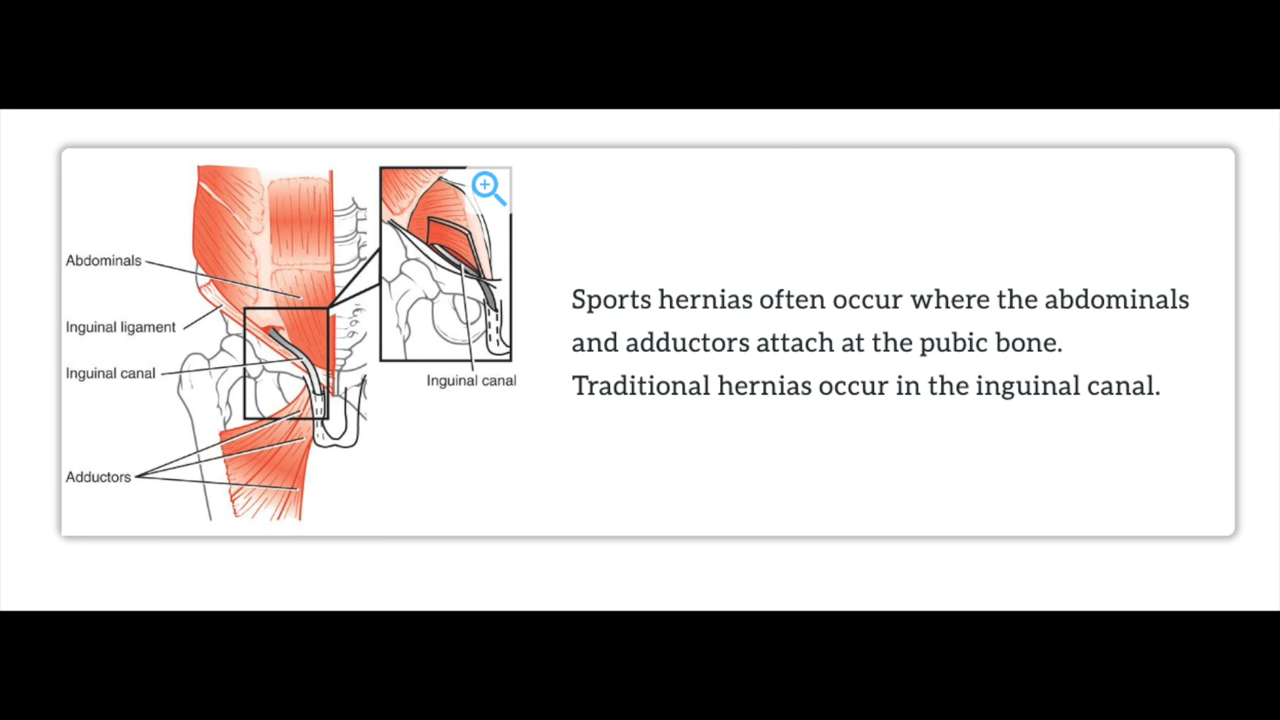 Abdominals
Inguinal ligament
Inguinal canal
Adductors
Inguinal canal
Sports hernias often occur where the abdominals
and adductors attach at the pubic bone.
Traditional hernias occur in the inguinal canal.